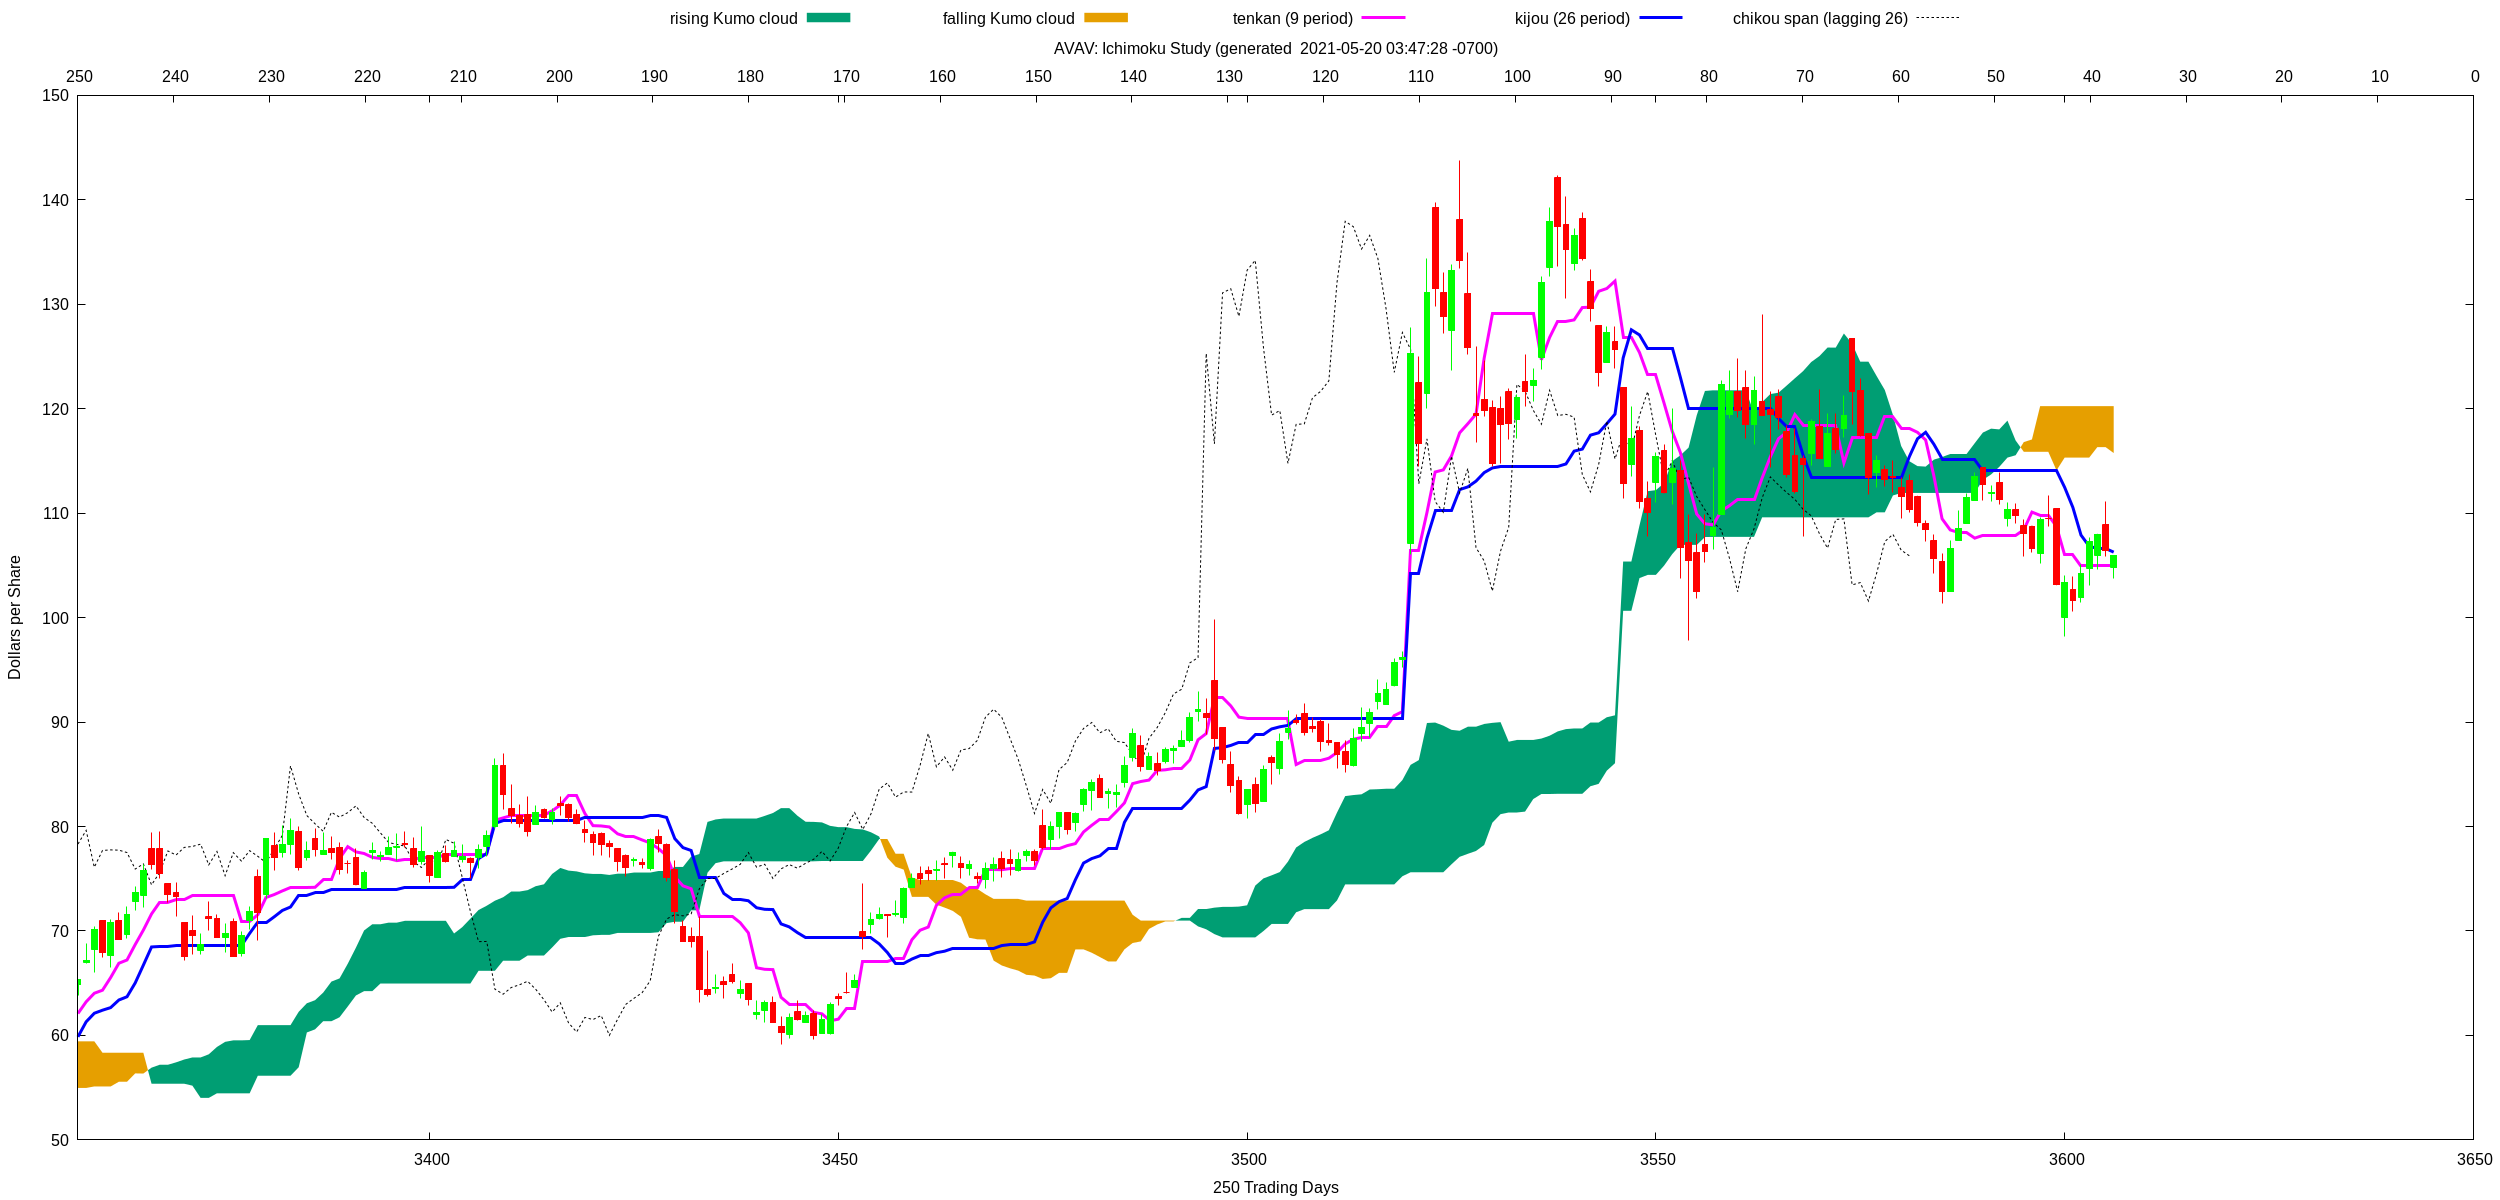 rising Kumo cloud falling Kumo cloud tenkan (9 period) kijou (26 period) chikou span (lagging 26)
AVAV: Ichimoku Study (generated  2021-05-20 03:47:28 -0700)
250 240 230 220 210 200 190 180 170 160 150 140 130 120 110 100 90 80 70 60 50 40 30 20 10 0
150
140
130
120
110
100
90
80
70
60
50
Dollars per Share
3400 3450 3500 3550 3600 3650
250 Trading Days